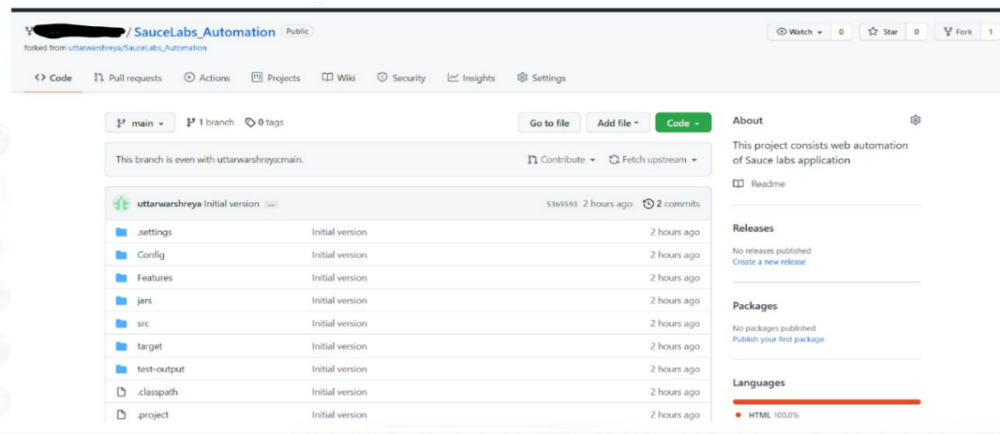 / SauceLabs_Automation Public
Watch 0 Star 0 Fork 1
forked from uttarwarshreya/SauceLabs_Automation
Code Pull requests Actions Projects Wiki Security Insights Settings
main 1 branch 0 tags Go to file Add file Code
This branch is even with uttarwarshreya:main. Contribute Fetch upstream
uttarwarshreya Initial version ... 53b5593 2 hours ago 2 commits
.settings Initial version 2 hours ago
Config Initial version 2 hours ago
Features Initial version 2 hours ago
jars Initial version 2 hours ago
src Initial version 2 hours ago
target Initial version 2 hours ago
test-output Initial version 2 hours ago
.classpath Initial version 2 hours ago
.project Initial version 2 hours ago
About
This project consists web automation
of Sauce labs application
Readme
Releases
No releases published
Create a new release
Packages
No packages published
Publish your first package
Languages
HTML 100.0%